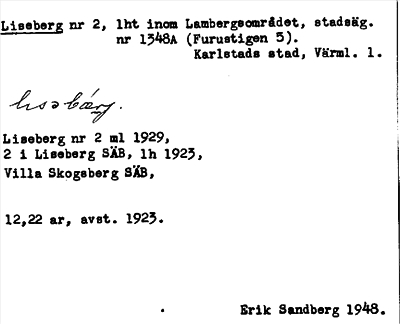 Liseberg nr 2, lht inom Lambergsområdet, stadsäg.
nr 1348A (Furustigen 5).
Karlstads stad, Värml. l.
Liseberg nr 2 ml 1929,
2 i Liseberg SÄB, lh 1923,
Villa Skogsberg SÄB,
12,22 ar, avst. 1923.
Erik Sandberg 1948.